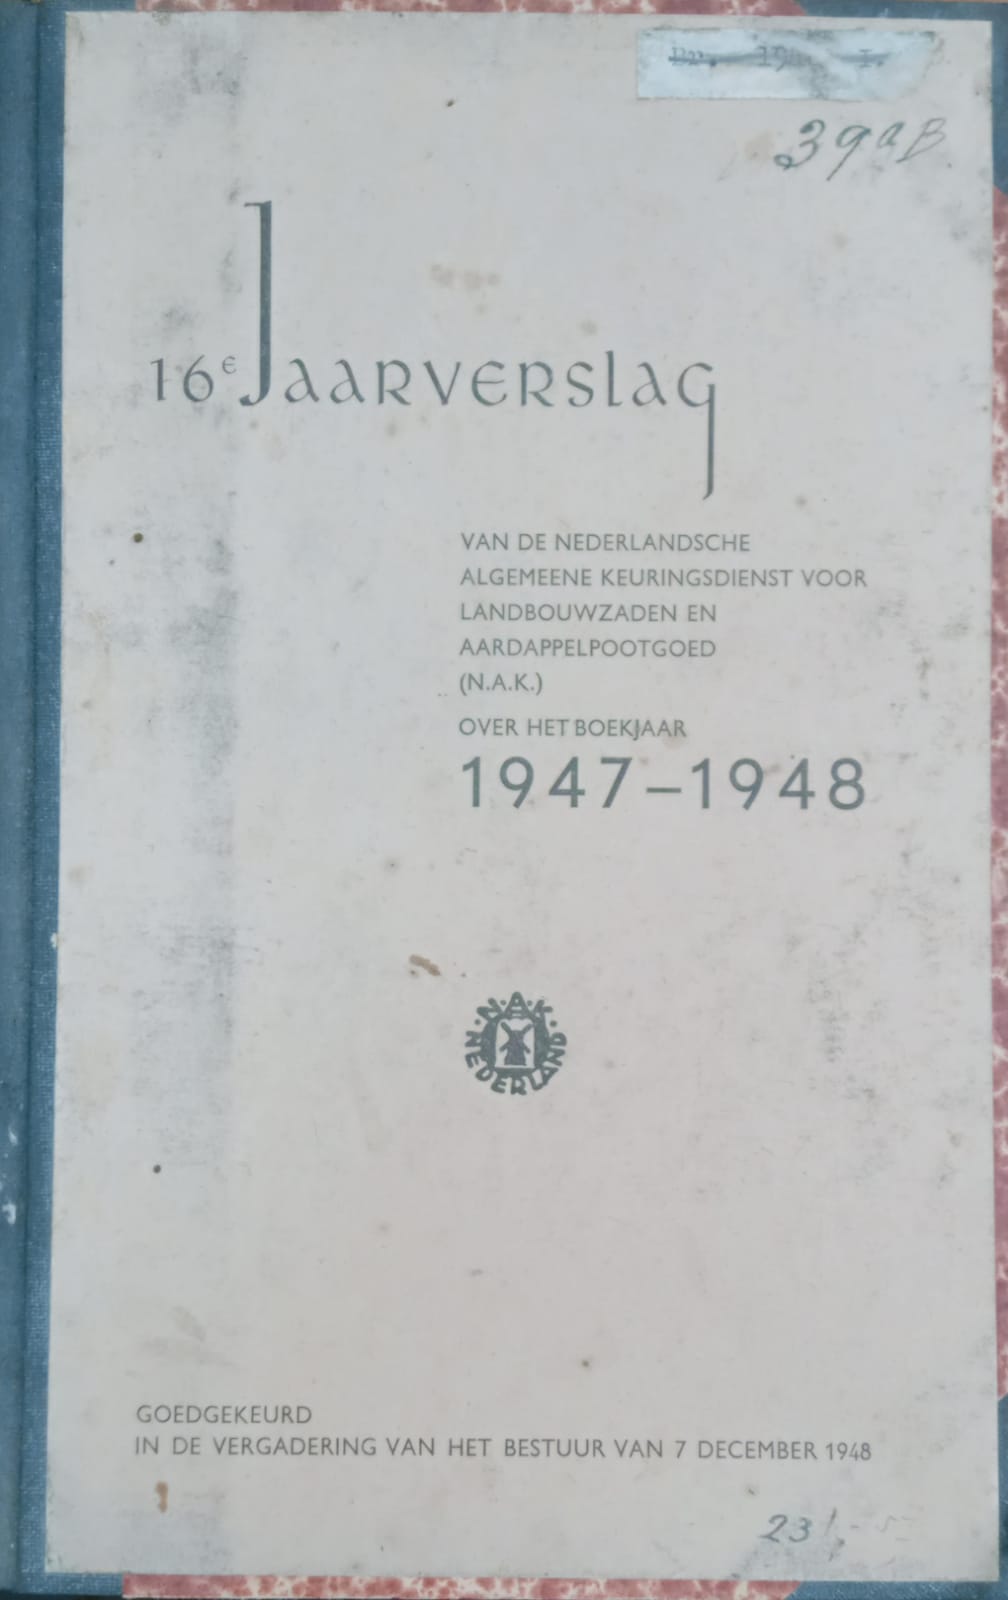 39aB
16e Jaarverslag
VAN DE NEDERLANDSCHE
ALGEMEENE KEURINGSDIENST VOOR
LANDBOUWZADEN EN
AARDAPPELPOOTGOED
(N.A.K.)
OVER HET BOEKJAAR
1947–1948
·N·A·K·
NEDERLAND
GOEDGEKEURD
IN DE VERGADERING VAN HET BESTUUR VAN 7 DECEMBER 1948
23